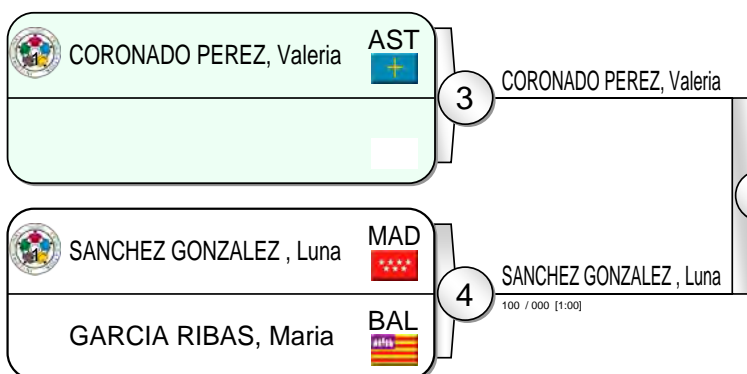 CORONADO PEREZ, Valeria AST
3
CORONADO PEREZ, Valeria
SANCHEZ GONZALEZ , Luna MAD
4
SANCHEZ GONZALEZ , Luna
100 / 000 [1:00]
GARCIA RIBAS, Maria BAL